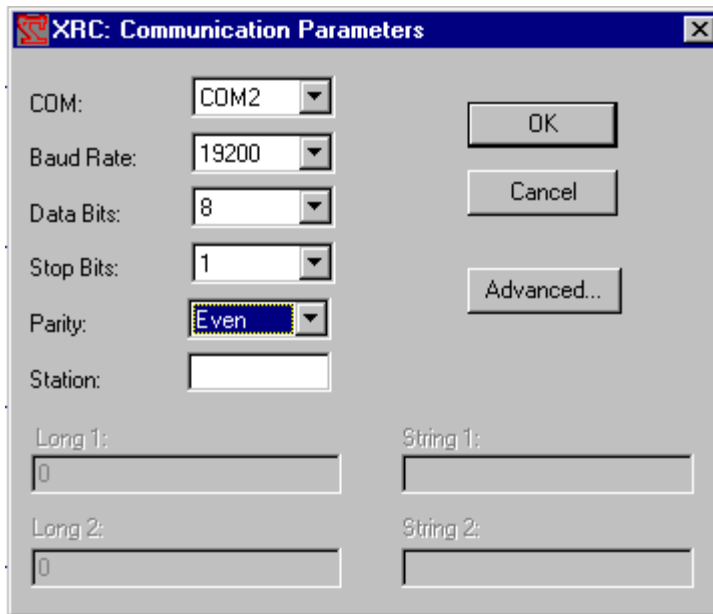 XRC: Communication Parameters
COM: COM2
OK
Baud Rate: 19200
Cancel
Data Bits: 8
Stop Bits: 1
Advanced...
Parity: Even
Station:
Long 1: String 1:
0
Long 2: String 2:
0